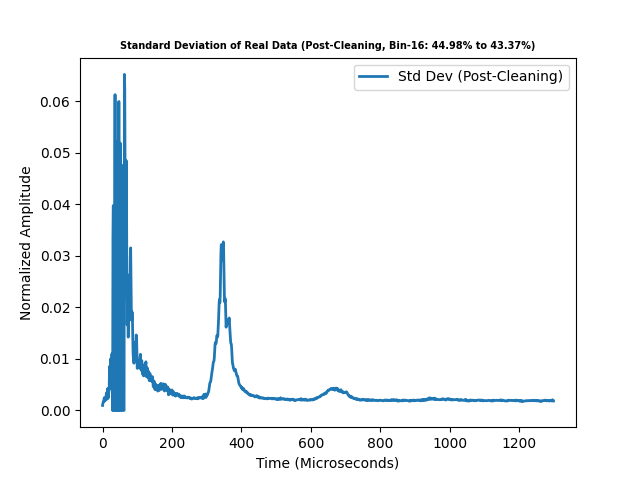 Standard Deviation of Real Data (Post-Cleaning, Bin-16: 44.98% to 43.37%)
Std Dev (Post-Cleaning)
0.06
0.05
0.04
0.03
0.02
0.01
0.00
Normalized Amplitude
0 200 400 600 800 1000 1200
Time (Microseconds)